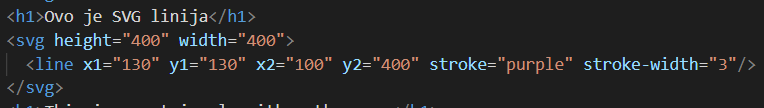 <h1>Ovo je SVG linija</h1>
<svg height="400" width="400">
<line x1="130" y1="130" x2="100" y2="400" stroke="purple" stroke-width="3"/>
</svg>